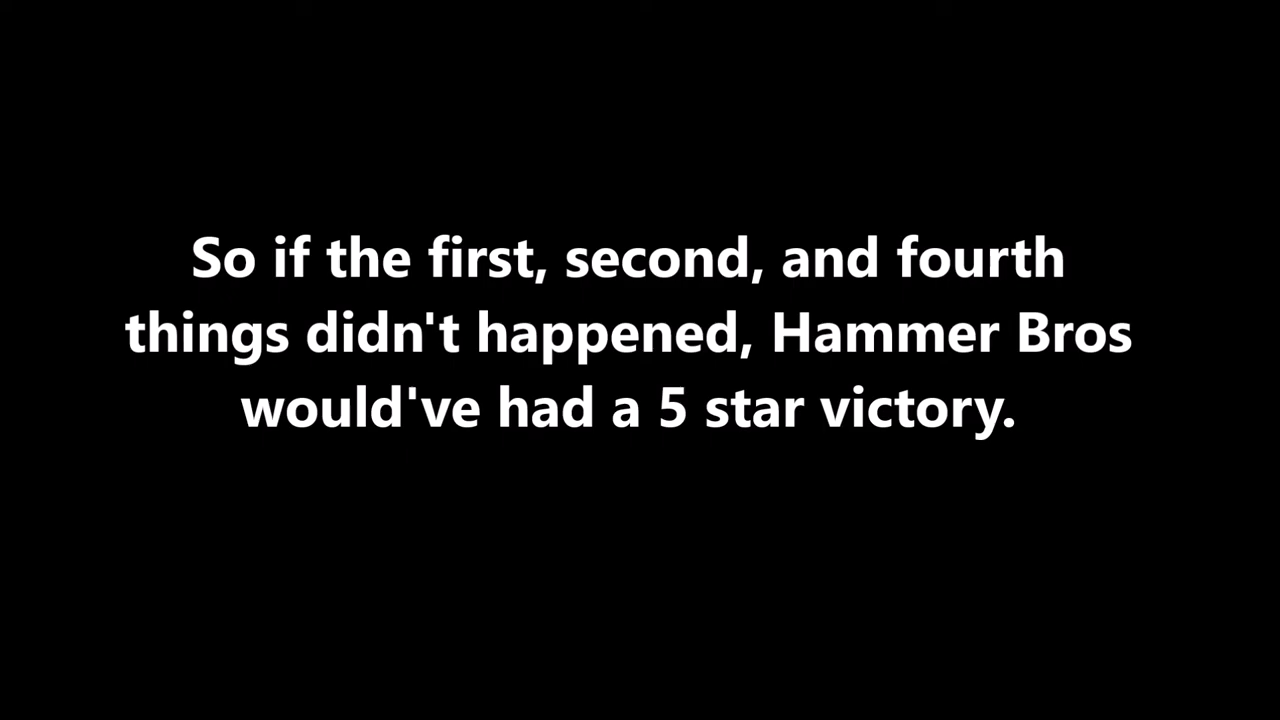 So if the first, second, and fourth
things didn't happened, Hammer Bros
would've had a 5 star victory.